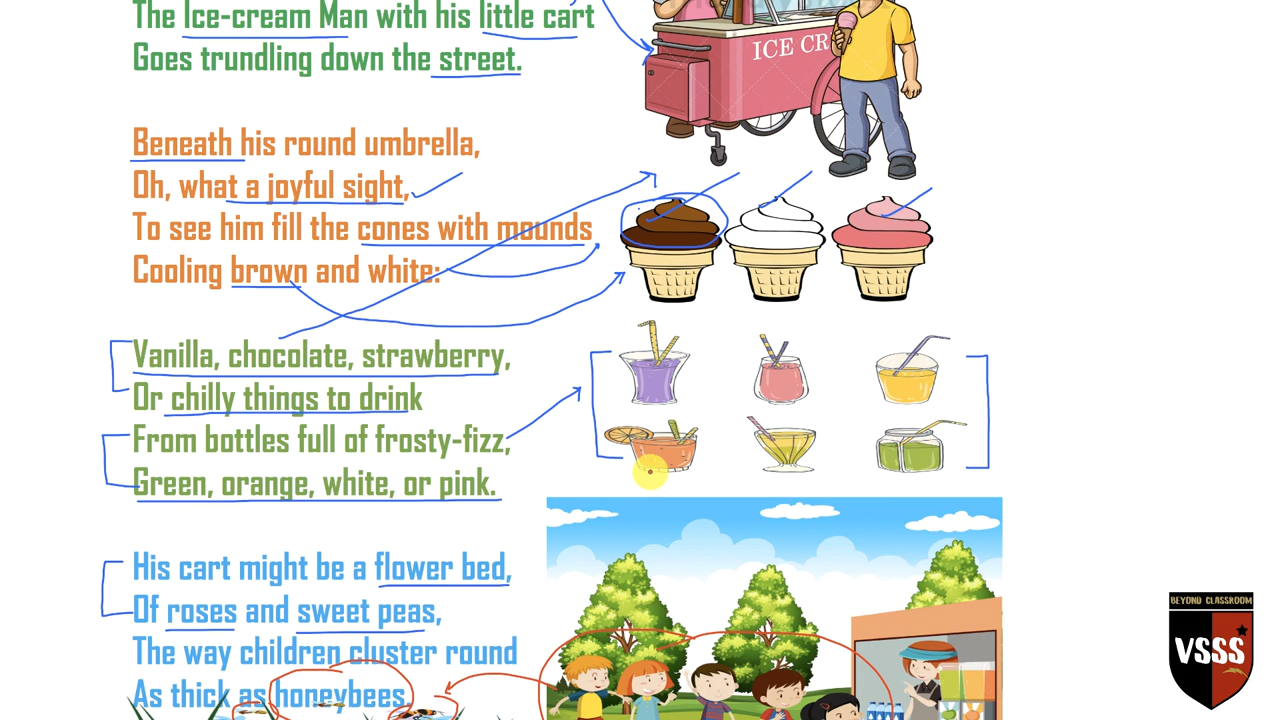 The Ice-cream Man with his little cart
Goes trundling down the street.
ICE CR
Beneath his round umbrella,
Oh, what a joyful sight,
To see him fill the cones with mounds
Cooling brown and white:
Vanilla, chocolate, strawberry,
Or chilly things to drink
From bottles full of frosty-fizz,
Green, orange, white, or pink.
His cart might be a flower bed,
Of roses and sweet peas,
The way children cluster round
As thick as honeybees.
BEYOND CLASSROOM
VSSS